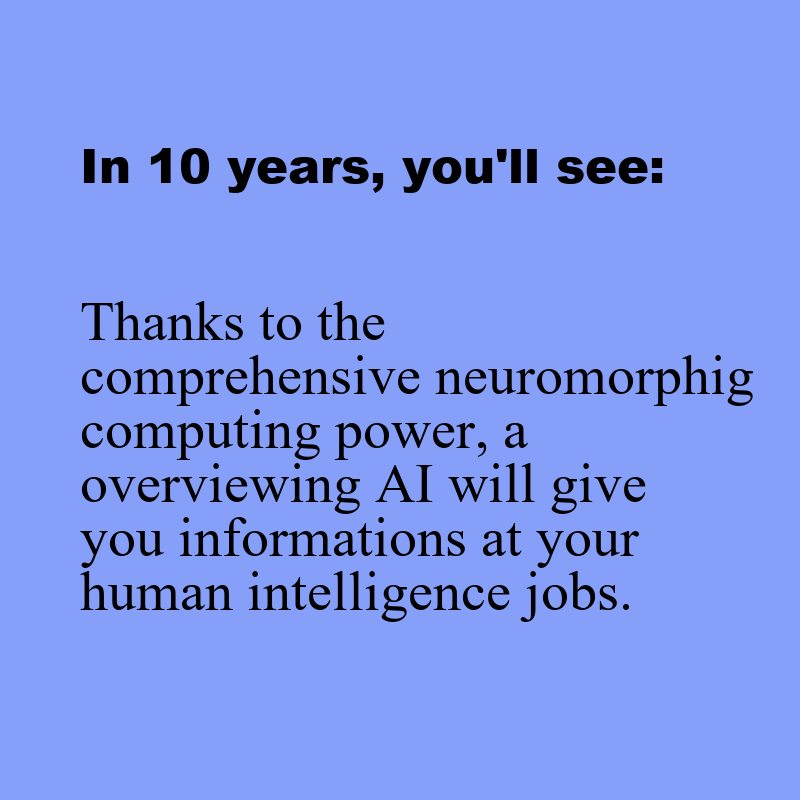 In 10 years, you'll see:
Thanks to the
comprehensive neuromorphig
computing power, a
overviewing AI will give
you informations at your
human intelligence jobs.